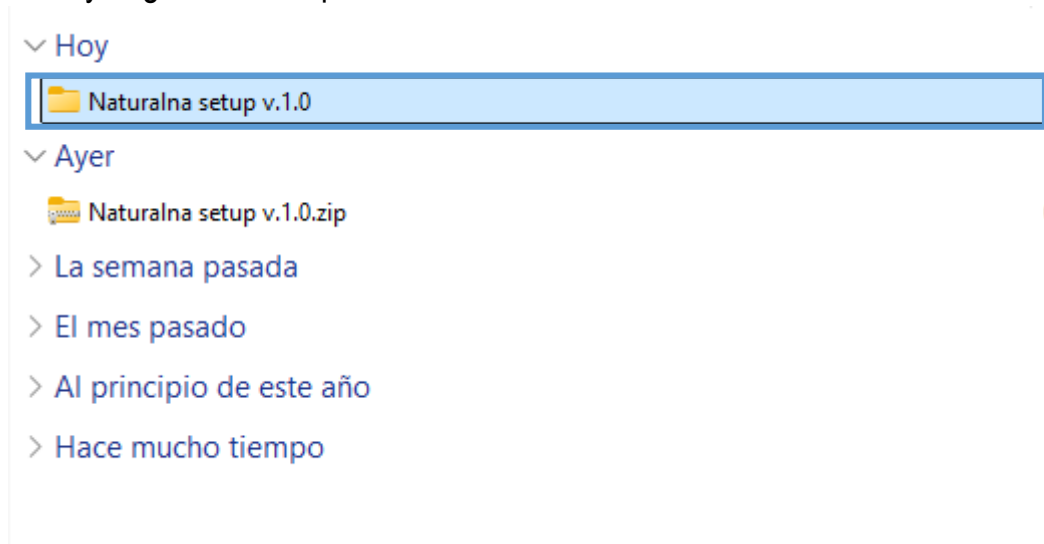 Hoy
Naturalna setup v.1.0
Ayer
Naturalna setup v.1.0.zip
La semana pasada
El mes pasado
Al principio de este año
Hace mucho tiempo